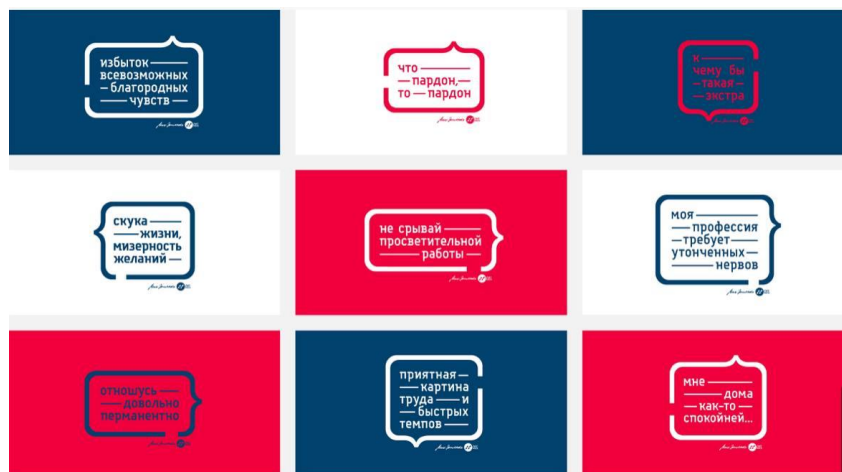 избыток
всевозможных
благородных
чувств
что
пардон,
то пардон
к
чему бы
такая
экстра
скука
жизни,
мизерность
желаний
не срывай
просветительной
работы
моя
профессия
требует
утонченных
нервов
отношусь
довольно
перманентно
приятная
картина
труда и
быстрых
темпов
мне
дома
как-то
спокойней...